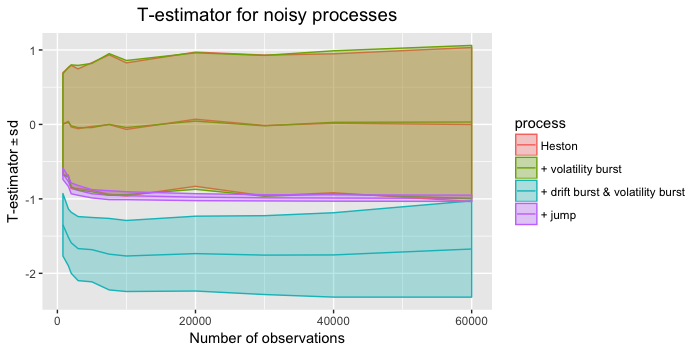 T-estimator for noisy processes
1
0
-1
-2
T-estimator ± sd
0
20000
40000
60000
Number of observations
process
Heston
+ volatility burst
+ drift burst & volatility burst
+ jump